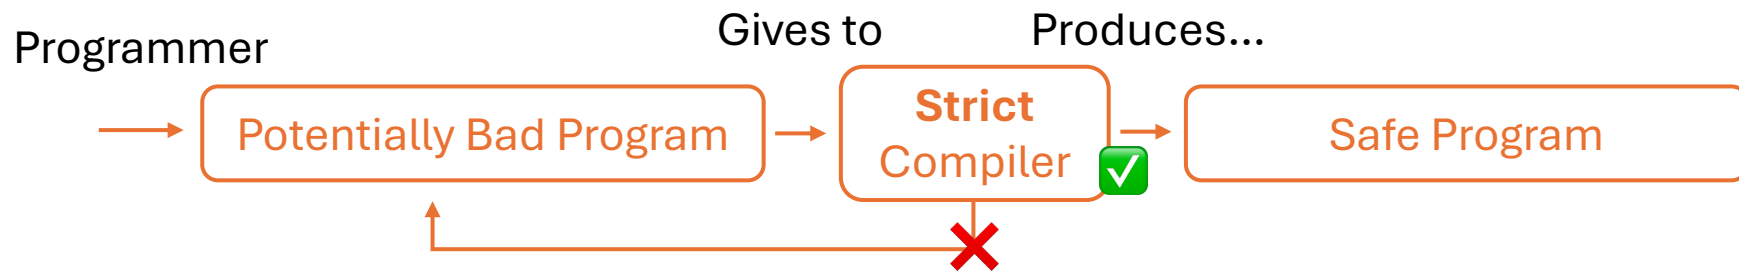 Programmer
Gives to
Produces...
Potentially Bad Program
Strict
Compiler
Safe Program